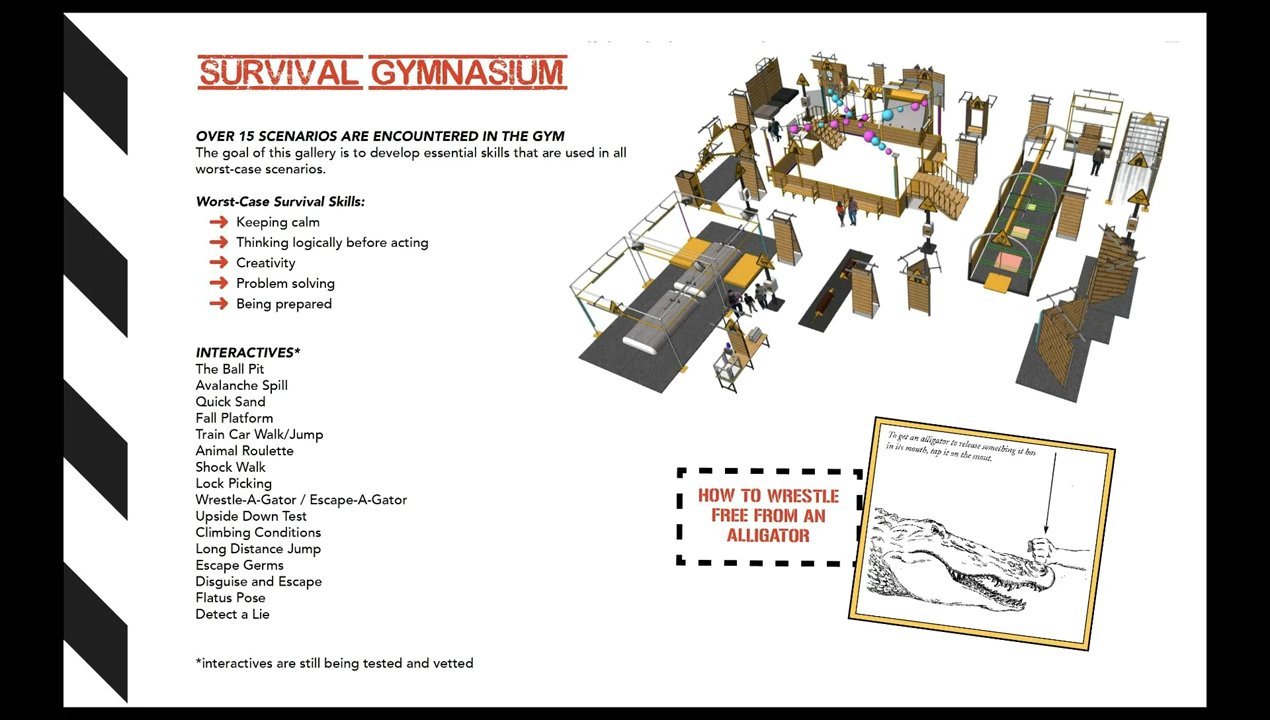 SURVIVAL GYMNASIUM
OVER 15 SCENARIOS ARE ENCOUNTERED IN THE GYM
The goal of this gallery is to develop essential skills that are used in all
worst-case scenarios.
Worst-Case Survival Skills:
Keeping calm
Thinking logically before acting
Creativity
Problem solving
Being prepared
INTERACTIVES*
The Ball Pit
Avalanche Spill
Quick Sand
Fall Platform
Train Car Walk/Jump
Animal Roulette
Shock Walk
Lock Picking
Wrestle-A-Gator / Escape-A-Gator
Upside Down Test
Climbing Conditions
Long Distance Jump
Escape Germs
Disguise and Escape
Flatus Pose
Detect a Lie
*interactives are still being tested and vetted
HOW TO WRESTLE
FREE FROM AN
ALLIGATOR
To get an alligator to release something it has
in its mouth, tap it on the snout.